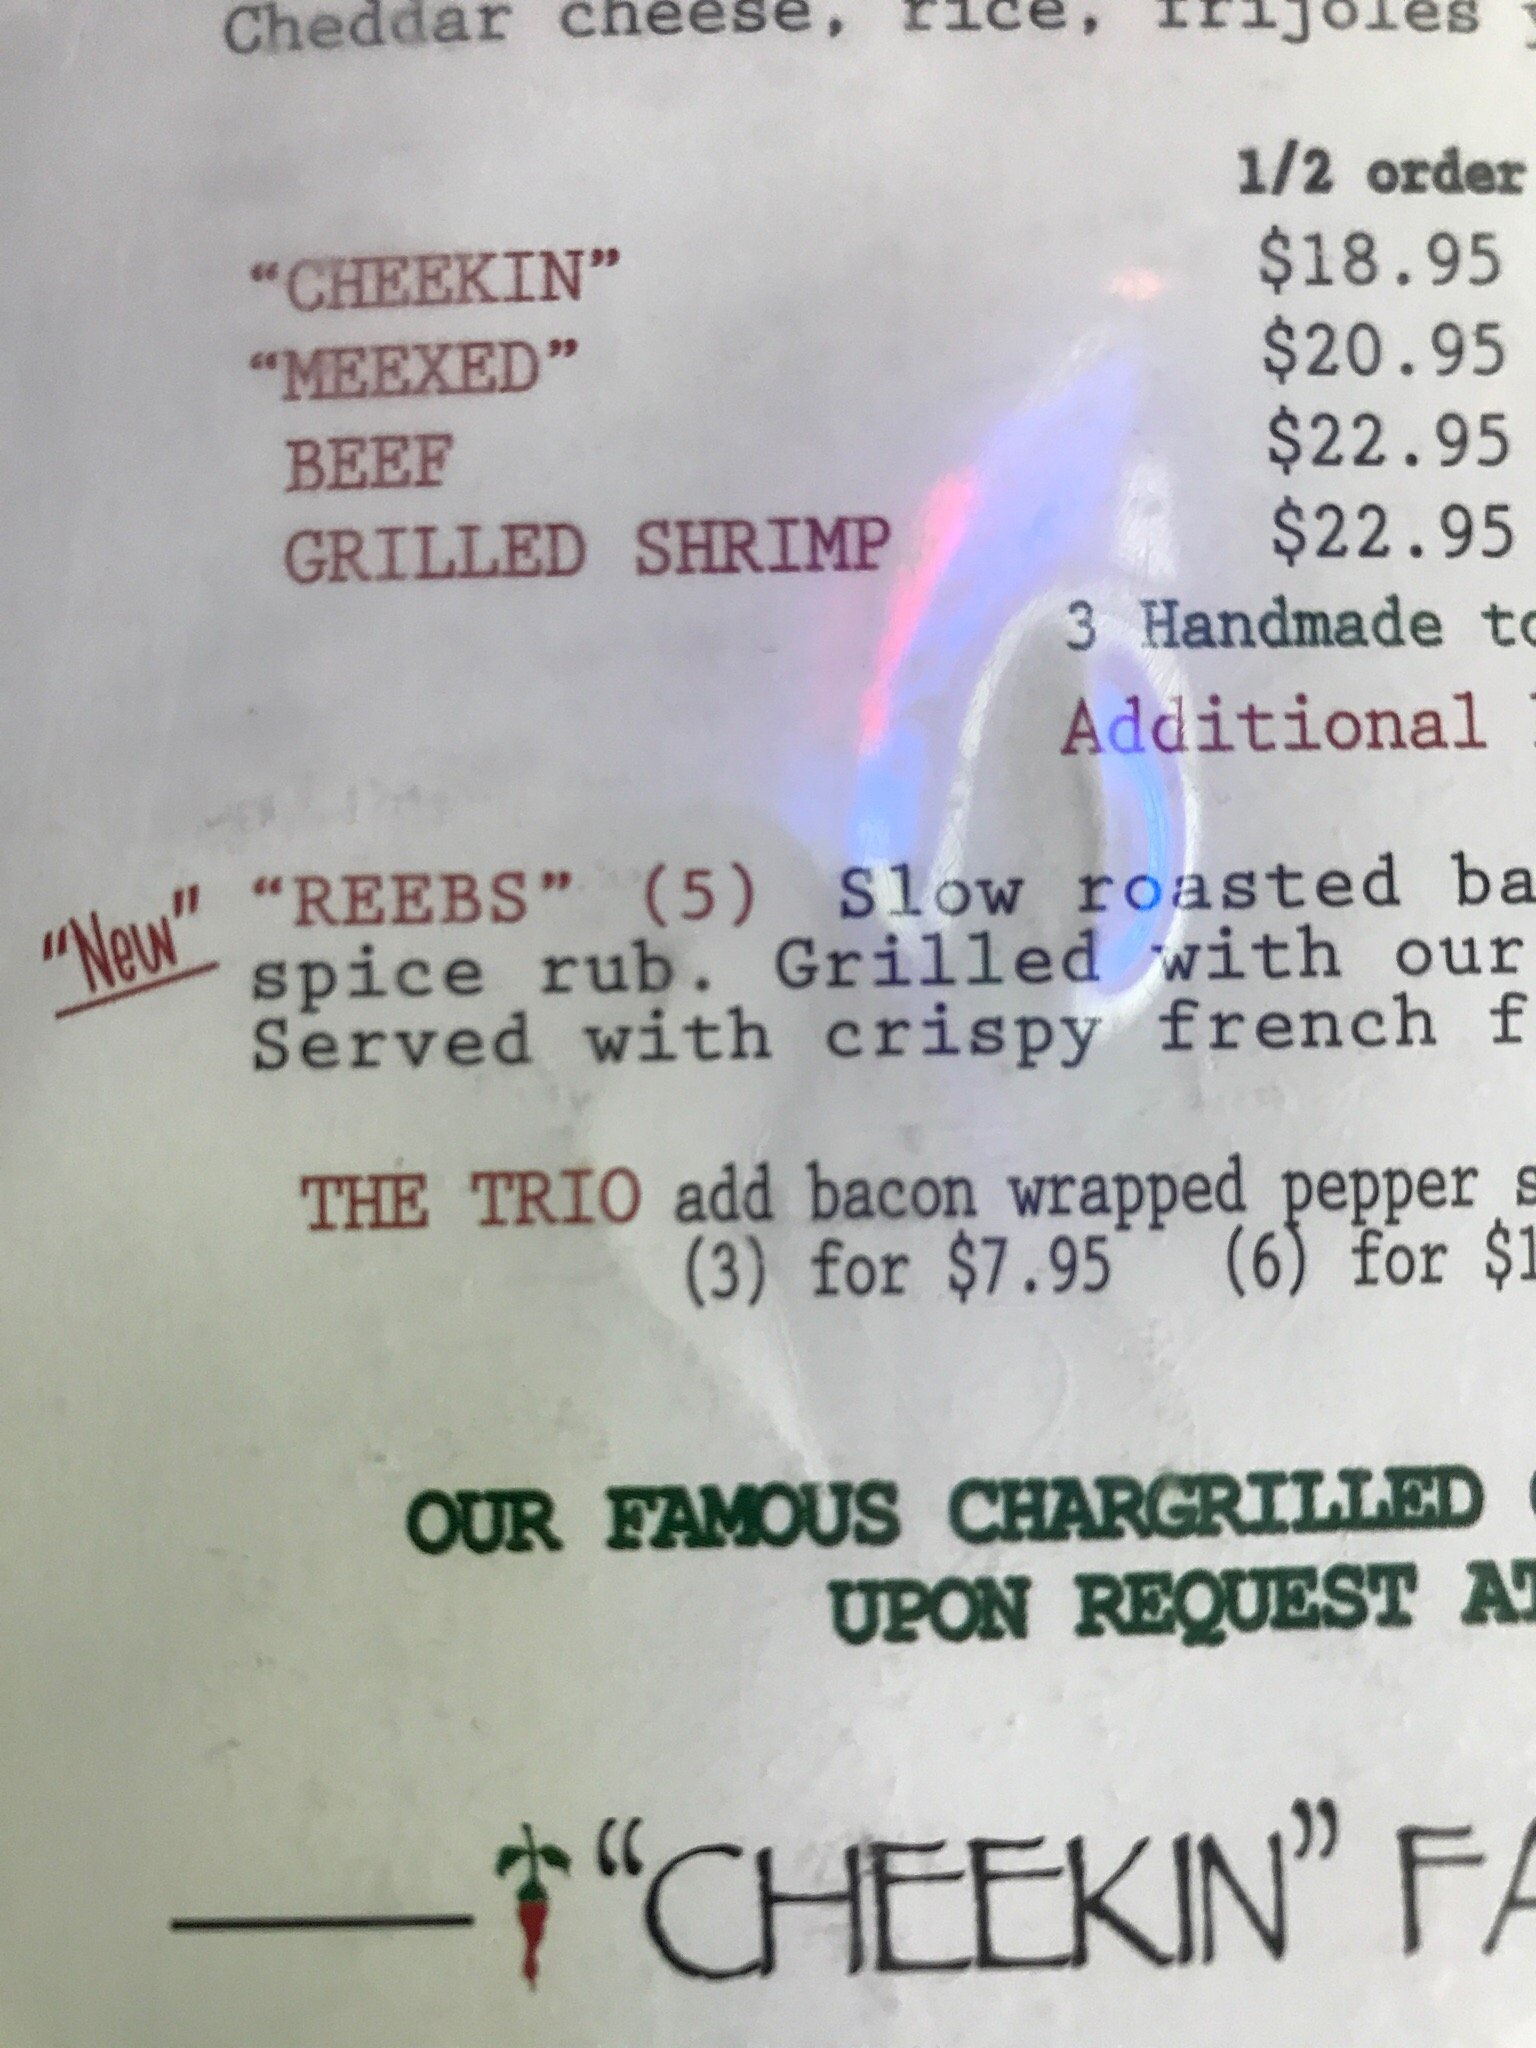 Cheddar cheese, rice, frijoles
1/2 order
“CHEEKIN” $18.95
“MEEXED” $20.95
BEEF $22.95
GRILLED SHRIMP $22.95
3 Handmade
Additional
“New” “REEBS” (5) Slow roasted
spice rub. Grilled with our
Served with crispy french
THE TRIO add bacon wrapped pepper
(3) for $7.95 (6) for
OUR FAMOUS CHARGRILLED
UPON REQUEST
“CHEEKIN”